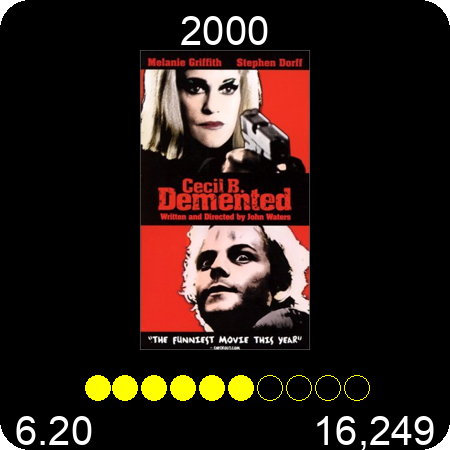 2000
Melanie Griffith Stephen Dorff
Cecil B.
Demented
Written and Directed by John Waters
"THE FUNNIEST MOVIE THIS YEAR"
6.20 16,249